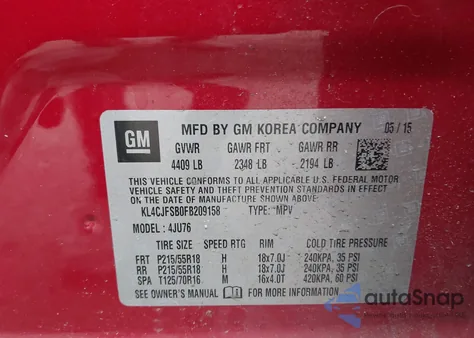 GM
MFD BY GM KOREA COMPANY 05/15
GVWR GAWR FRT GAWR RR
4409 LB 2348 LB 2194 LB
THIS VEHICLE CONFORMS TO ALL APPLICABLE U.S. FEDERAL MOTOR
VEHICLE SAFETY AND THEFT PREVENTION STANDARDS IN EFFECT ON
THE DATE OF MANUFACTURE SHOWN ABOVE.
KL4CJFSB0FB209158 TYPE: MPV
MODEL: 4JU76
TIRE SIZE SPEED RTG RIM COLD TIRE PRESSURE
FRT P215/55R18 H 18x7.0J 240KPA, 35 PSI
RR P215/55R18 H 18x7.0J 240KPA, 35 PSI
SPA T125/70R16 M 16x4.0T 420KPA, 60 PSI
SEE OWNER'S MANUAL FOR MORE INFORMATION
autoSnap